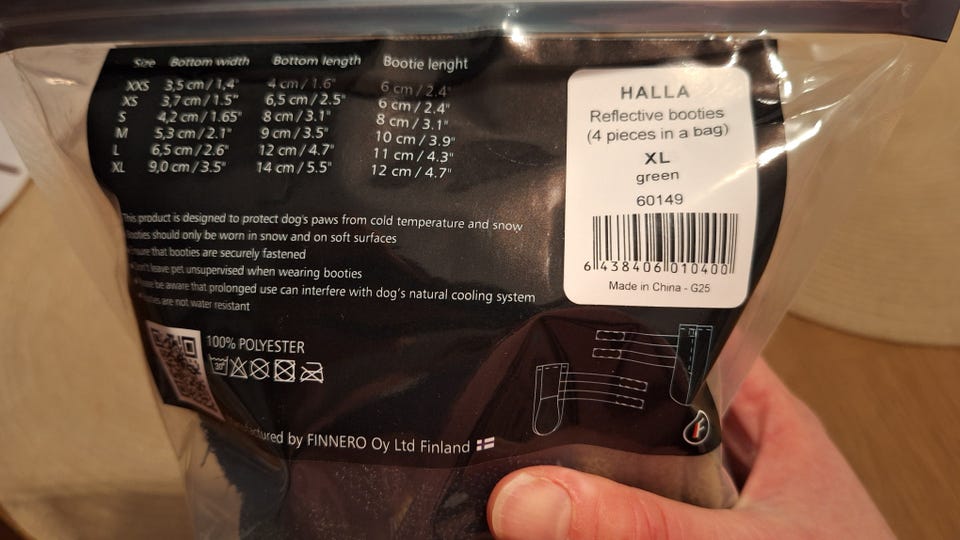 Size Bottom width Bottom length Bootie lenght
XXS 3,5 cm / 1,4" 4 cm / 1.6" 6 cm / 2.4"
XS 3,7 cm / 1.5" 6,5 cm / 2.5" 6 cm / 2.4"
S 4,2 cm / 1.65" 8 cm / 3.1" 8 cm / 3.1"
M 5,3 cm / 2.1" 9 cm / 3.5" 10 cm / 3.9"
L 6,5 cm / 2.6" 12 cm / 4.7" 11 cm / 4.3"
XL 9,0 cm / 3.5" 14 cm / 5.5" 12 cm / 4.7"
This product is designed to protect dog's paws from cold temperature and snow
Booties should only be worn in snow and on soft surfaces
that booties are securely fastened
Don't leave pet unsupervised when wearing booties
be aware that prolonged use can interfere with dog's natural cooling system
are not water resistant
100% POLYESTER
30°
by FINNERO Oy Ltd Finland
HALLA
Reflective booties
(4 pieces in a bag)
XL
green
60149
6 438406 010400
Made in China - G25